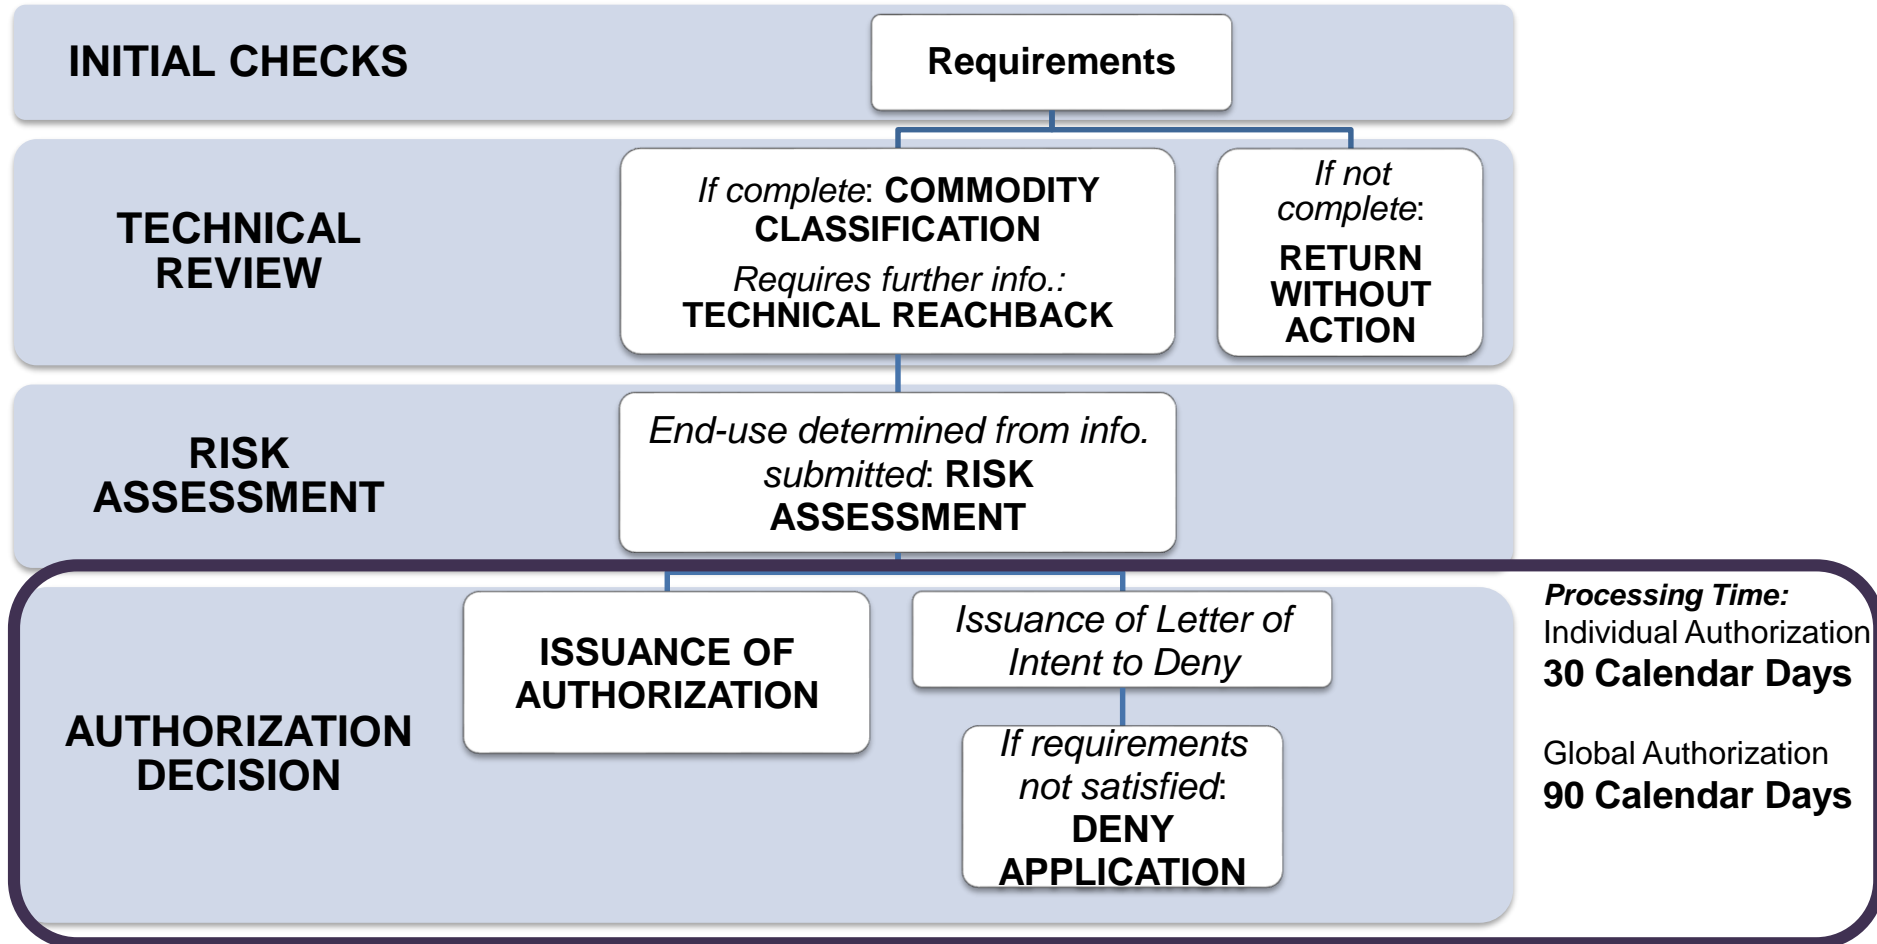 INITIAL CHECKS
Requirements
TECHNICAL
REVIEW
If complete: COMMODITY
CLASSIFICATION
Requires further info.:
TECHNICAL REACHBACK
If not
complete:
RETURN
WITHOUT
ACTION
RISK
ASSESSMENT
End-use determined from info.
submitted: RISK
ASSESSMENT
AUTHORIZATION
DECISION
ISSUANCE OF
AUTHORIZATION
Issuance of Letter of
Intent to Deny
If requirements
not satisfied:
DENY
APPLICATION
Processing Time:
Individual Authorization
30 Calendar Days
Global Authorization
90 Calendar Days